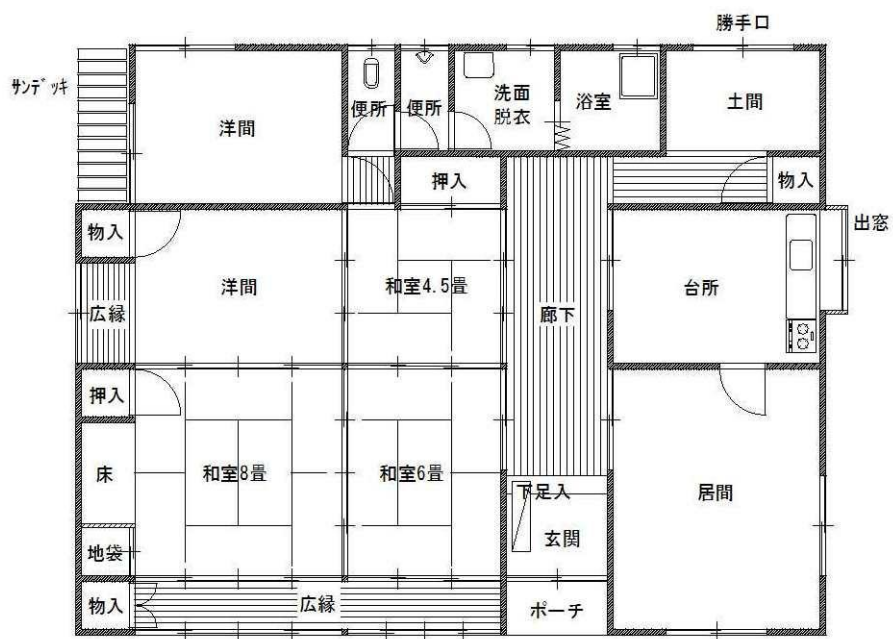 勝手口
サンデッキ
洋間
便所
便所
洗面
脱衣
浴室
土間
押入
物入
物入
洋間
和室4.5畳
廊下
台所
出窓
広縁
押入
床
和室8畳
和室6畳
下足入
居間
玄関
地袋
物入
広縁
ポーチ